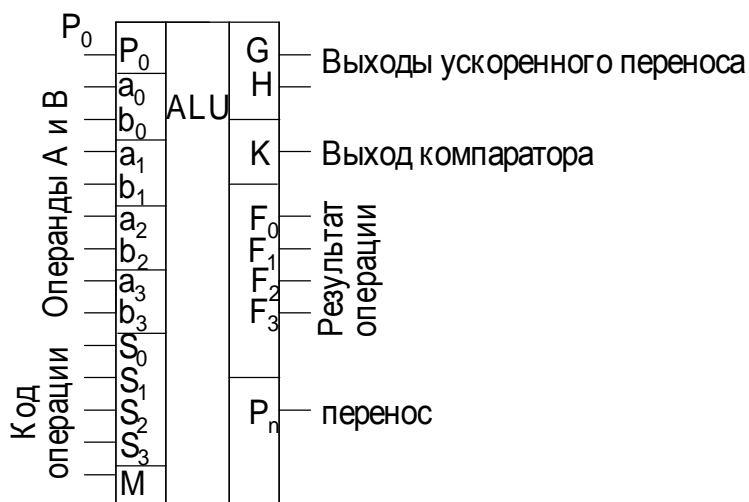 P₀
P₀
a₀
b₀
a₁
b₁
a₂
b₂
a₃
b₃
S₀
S₁
S₂
S₃
M
Операнды А и В
Код
операции
ALU
G
H
K
F₀
F₁
F₂
F₃
Pₙ
Выходы ускоренного переноса
Выход компаратора
Результат
операции
перенос